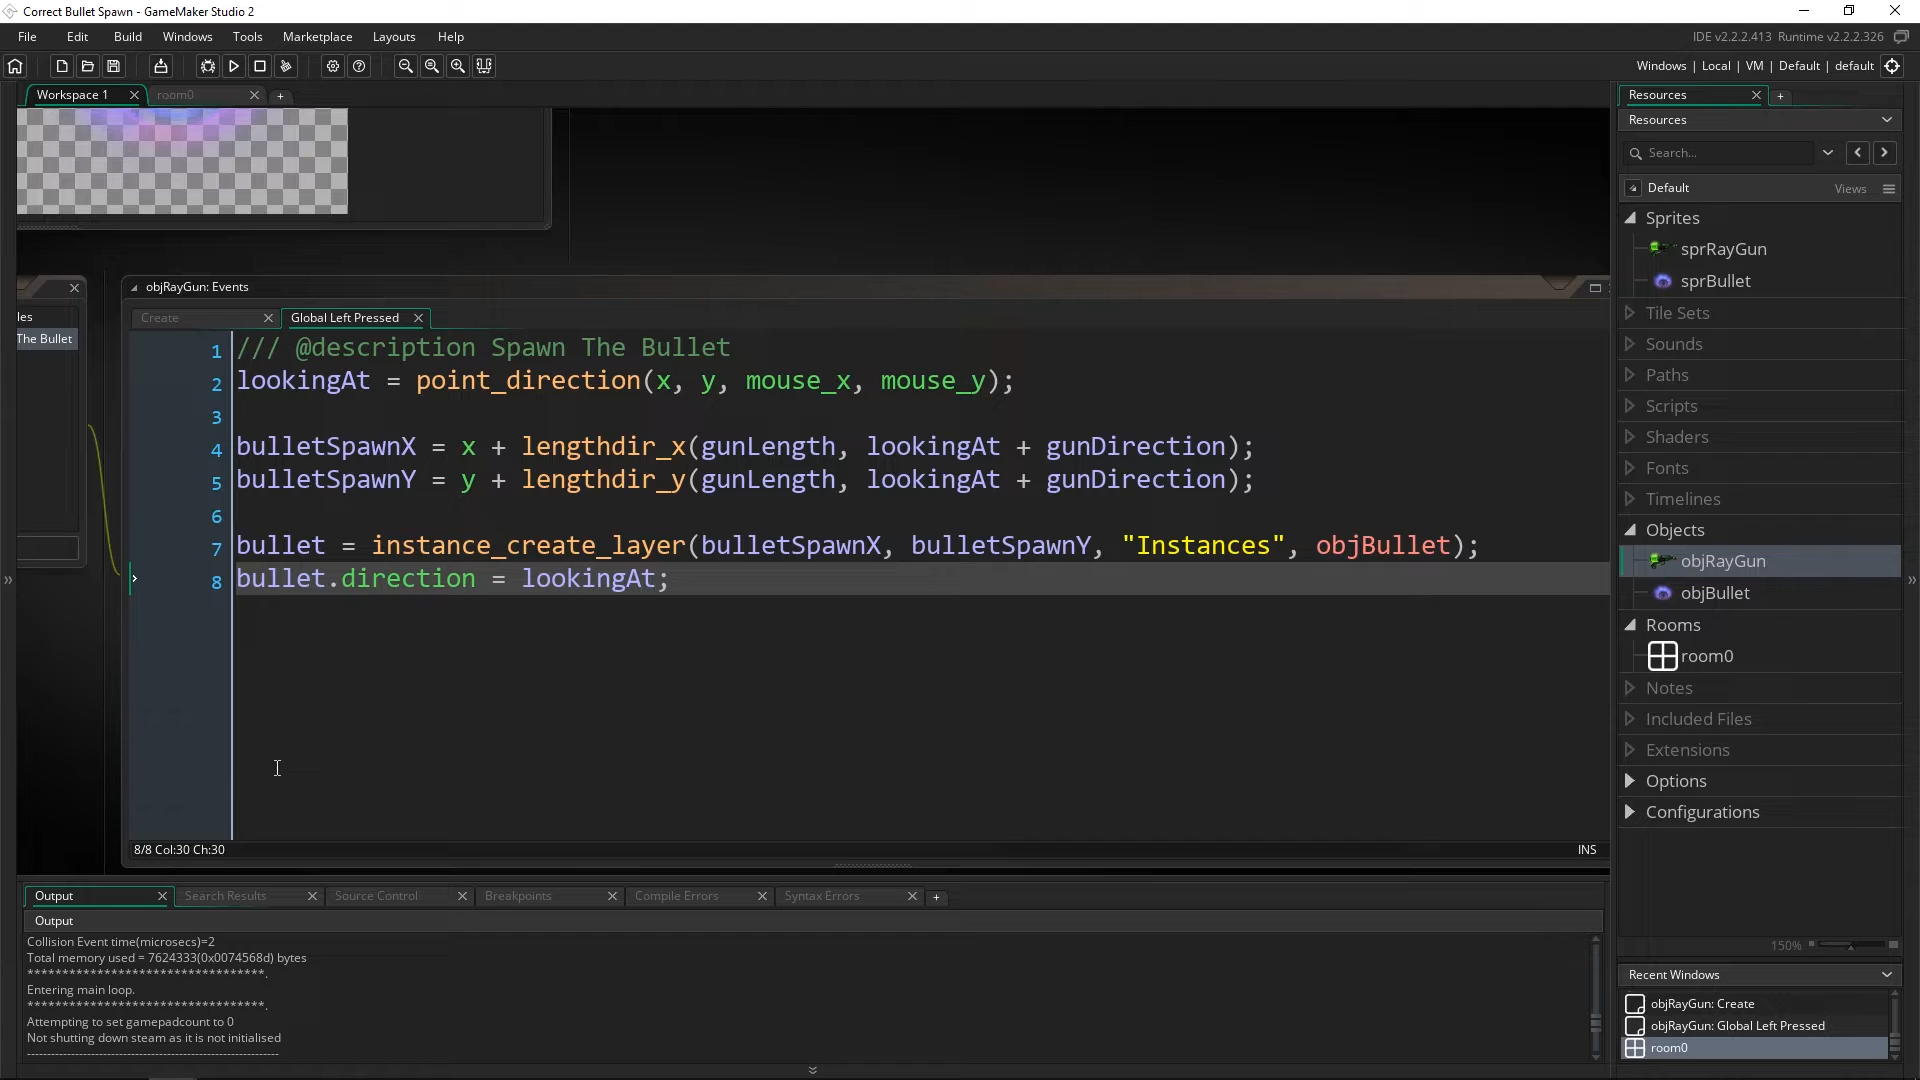 Correct Bullet Spawn - GameMaker Studio 2
File Edit Build Windows Tools Marketplace Layouts Help
IDE v2.2.2.413 Runtime v2.2.2.326
Windows | Local | VM | Default | default
Workspace 1
room0
Resources
Resources
Search...
Default
Views
Sprites
sprRayGun
sprBullet
Tile Sets
Sounds
Paths
Scripts
Shaders
Fonts
Timelines
Objects
objRayGun
objBullet
Rooms
room0
Notes
Included Files
Extensions
Options
Configurations
150%
Recent Windows
objRayGun: Create
objRayGun: Global Left Pressed
room0
les
The Bullet
objRayGun: Events
Create
Global Left Pressed
1 /// @description Spawn The Bullet
2 lookingAt = point_direction(x, y, mouse_x, mouse_y);
3
4 bulletSpawnX = x + lengthdir_x(gunLength, lookingAt + gunDirection);
5 bulletSpawnY = y + lengthdir_y(gunLength, lookingAt + gunDirection);
6
7 bullet = instance_create_layer(bulletSpawnX, bulletSpawnY, "Instances", objBullet);
8 bullet.direction = lookingAt;
8/8 Col:30 Ch:30
INS
Output
Search Results
Source Control
Breakpoints
Compile Errors
Syntax Errors
Output
Collision Event time(microsecs)=2
Total memory used = 7624333(0x0074568d) bytes
**********************************.
Entering main loop.
**********************************.
Attempting to set gamepadcount to 0
Not shutting down steam as it is not initialised
-------------------------------------------------------